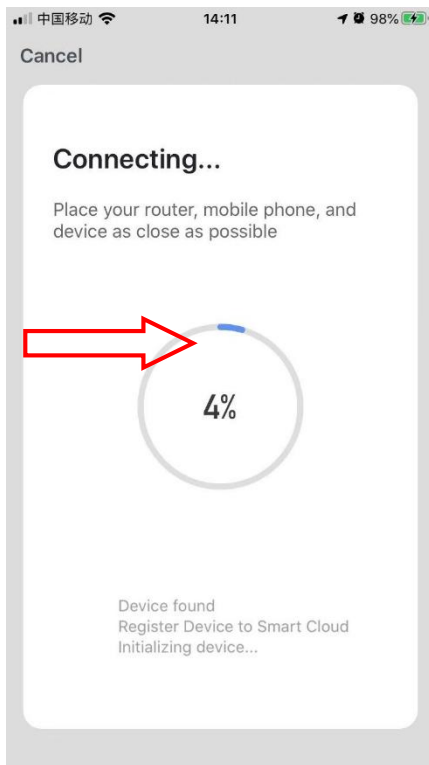 中国移动 14:11 98%
Cancel
Connecting...
Place your router, mobile phone, and
device as close as possible
4%
Device found
Register Device to Smart Cloud
Initializing device...